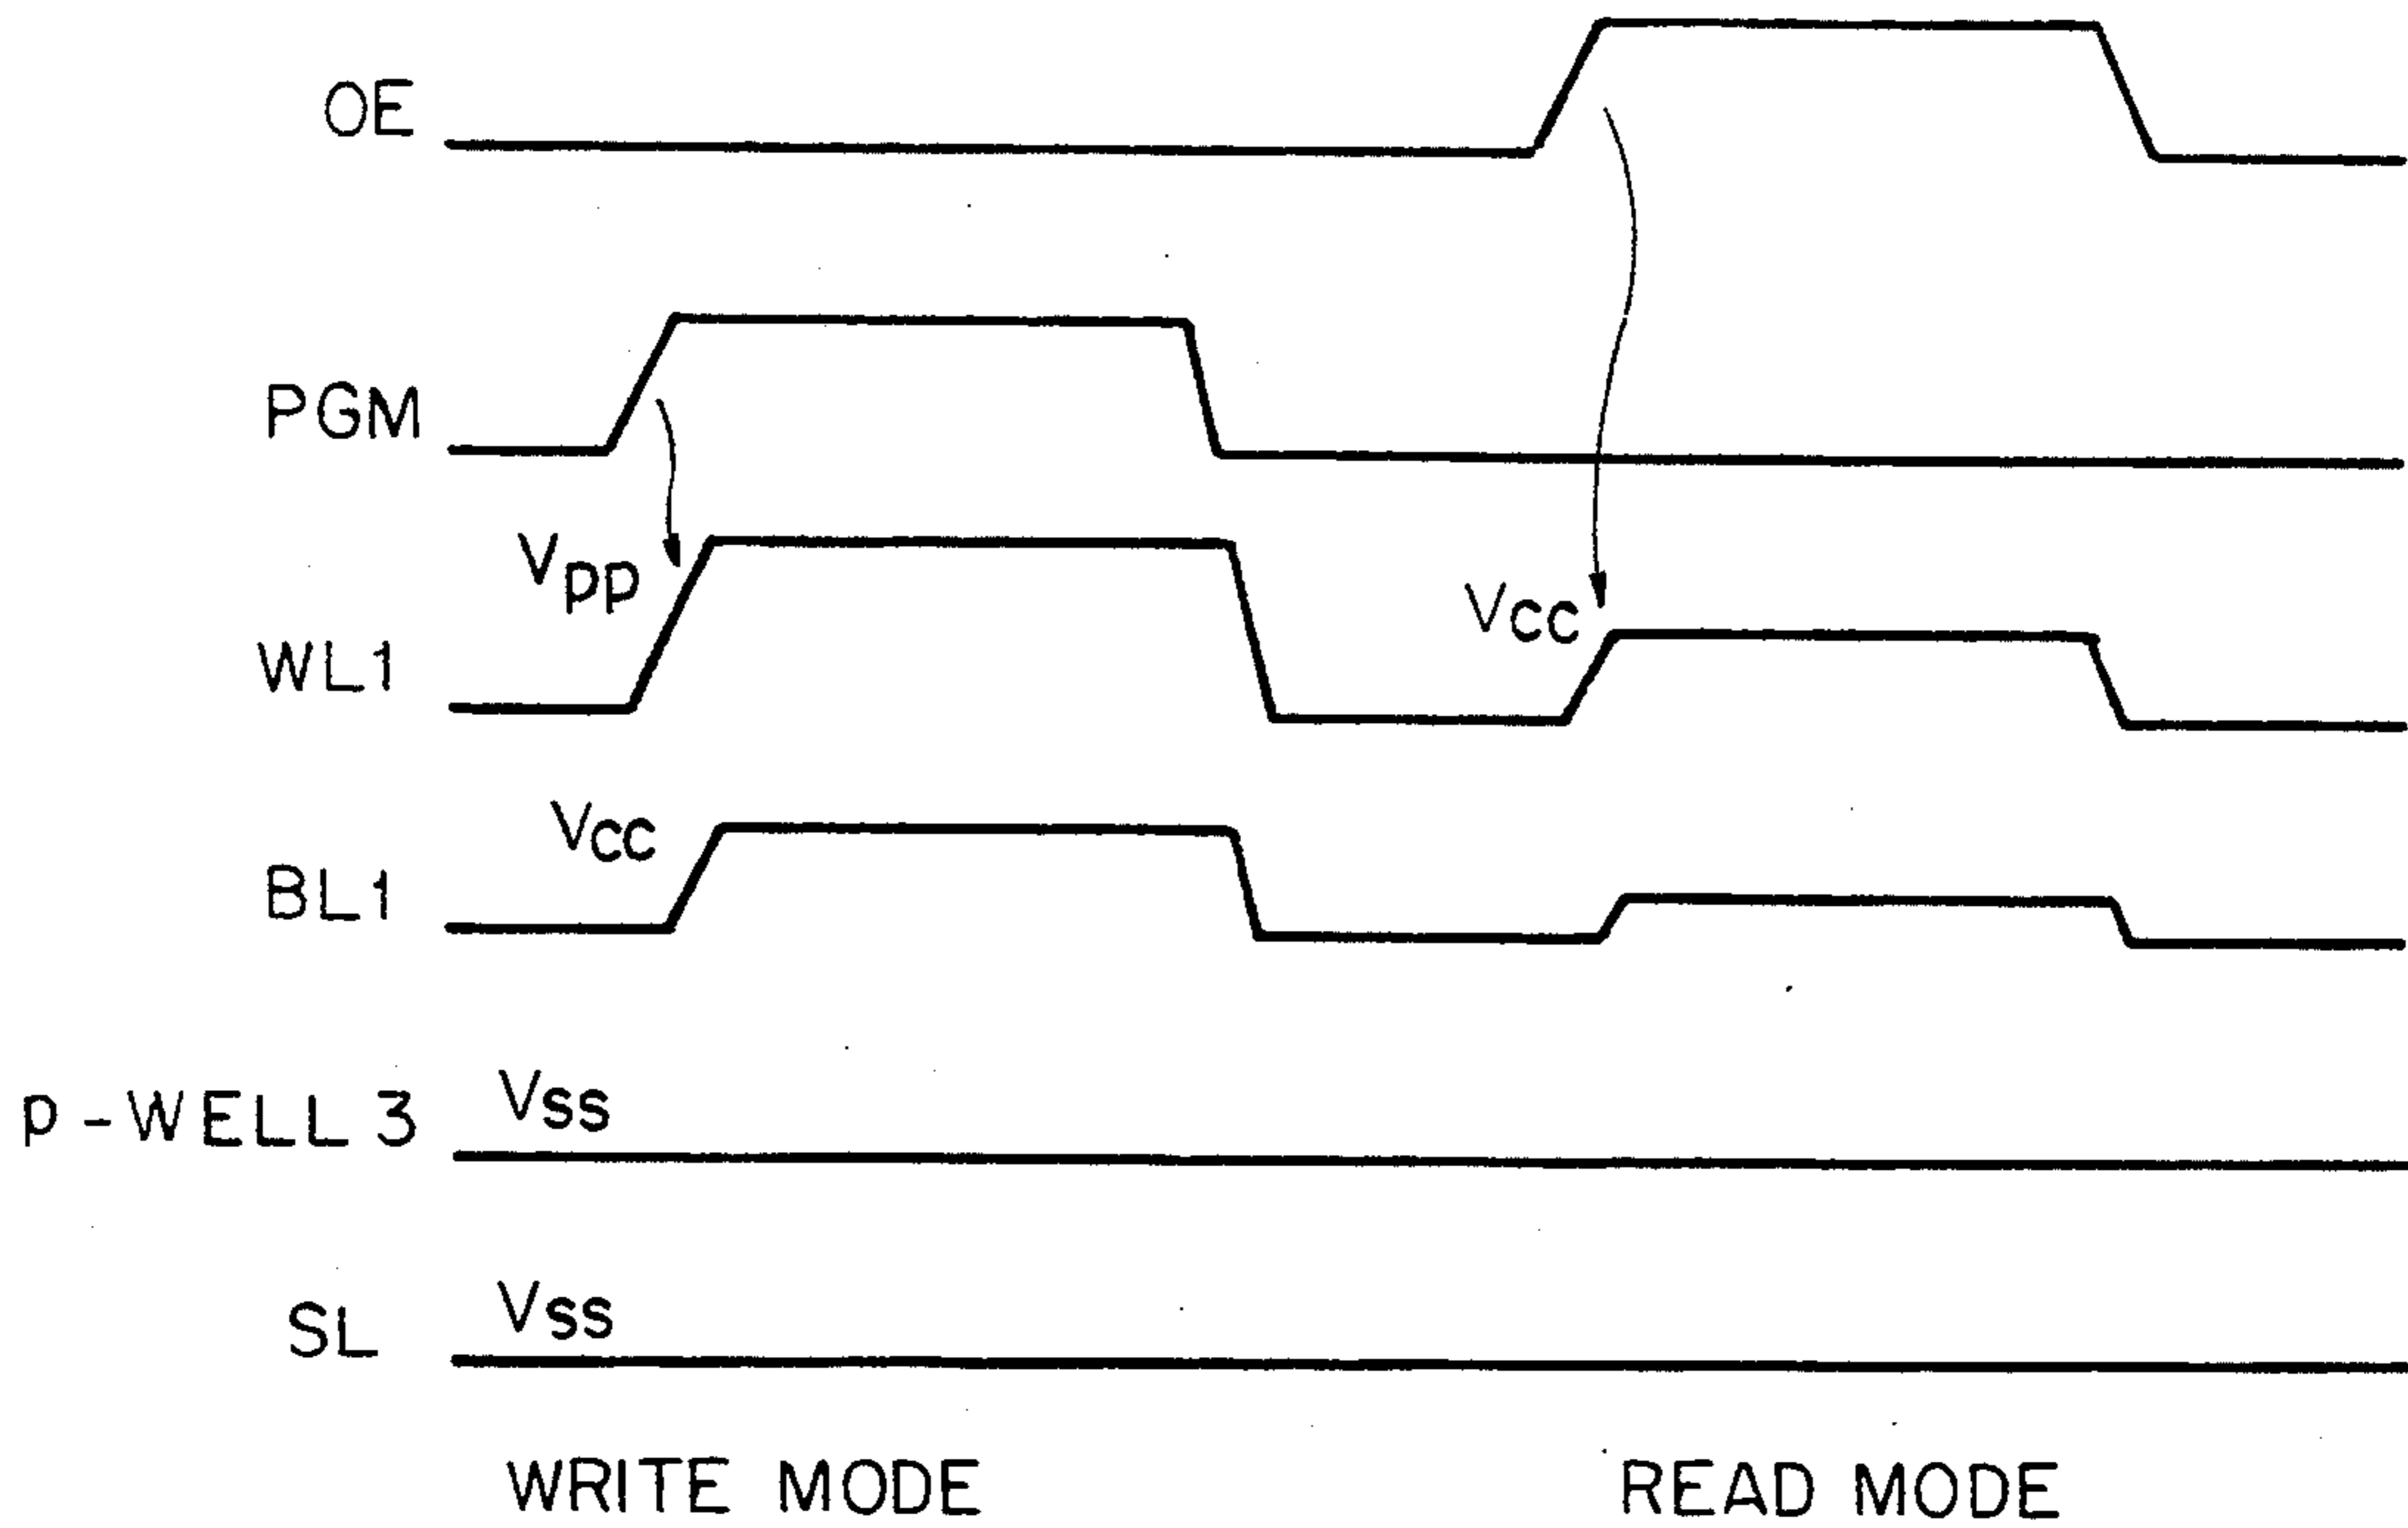 OE
PGM
Vpp
WL1
Vcc
Vcc
BL1
p-WELL 3
Vss
SL
Vss
WRITE MODE
READ MODE